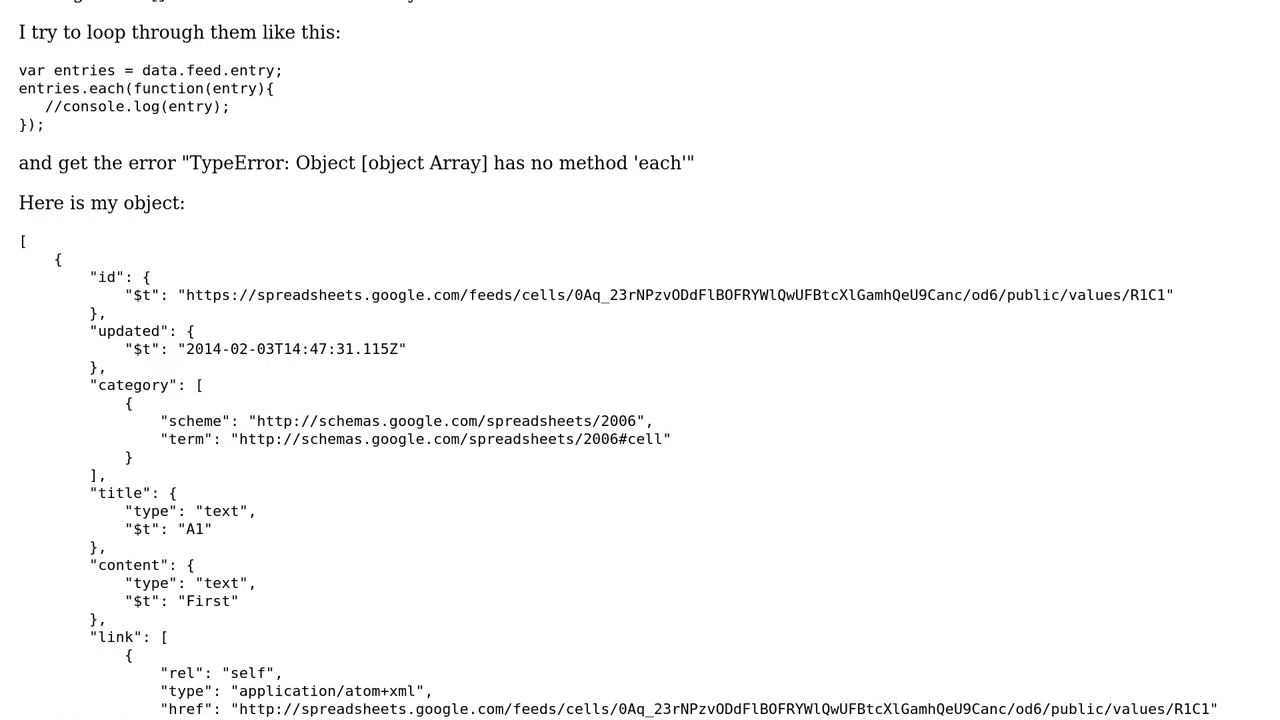 I try to loop through them like this:
var entries = data.feed.entry;
entries.each(function(entry){
   //console.log(entry);
});
and get the error "TypeError: Object [object Array] has no method 'each'"
Here is my object:
[
    {
        "id": {
            "$t": "https://spreadsheets.google.com/feeds/cells/0Aq_23rNPzvODdFlBOFRYWlQwUFBtcXlGamhQeU9Canc/od6/public/values/R1C1"
        },
        "updated": {
            "$t": "2014-02-03T14:47:31.115Z"
        },
        "category": [
            {
                "scheme": "http://schemas.google.com/spreadsheets/2006",
                "term": "http://schemas.google.com/spreadsheets/2006#cell"
            }
        ],
        "title": {
            "type": "text",
            "$t": "A1"
        },
        "content": {
            "type": "text",
            "$t": "First"
        },
        "link": [
            {
                "rel": "self",
                "type": "application/atom+xml",
                "href": "http://spreadsheets.google.com/feeds/cells/0Aq_23rNPzvODdFlBOFRYWlQwUFBtcXlGamhQeU9Canc/od6/public/values/R1C1"